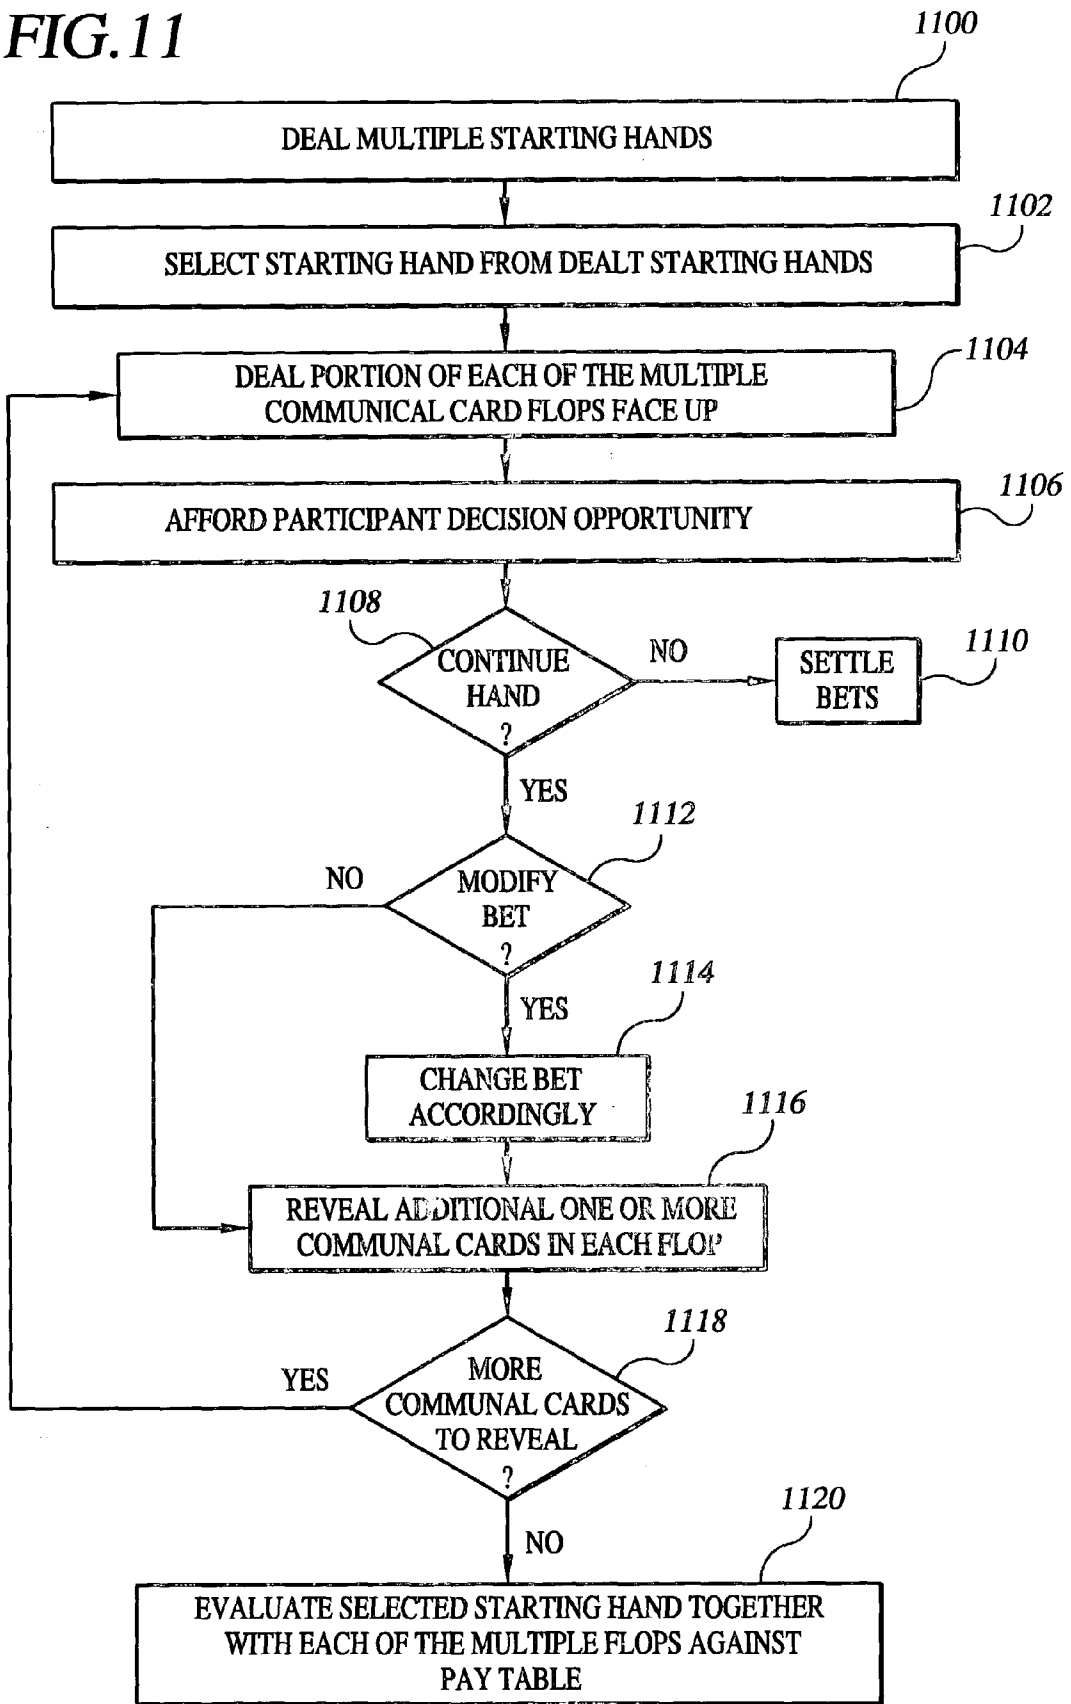 FIG.11
1100
DEAL MULTIPLE STARTING HANDS
1102
SELECT STARTING HAND FROM DEALT STARTING HANDS
1104
DEAL PORTION OF EACH OF THE MULTIPLE
COMMUNICAL CARD FLOPS FACE UP
1106
AFFORD PARTICIPANT DECISION OPPORTUNITY
1108
CONTINUE
HAND
?
NO
SETTLE
BETS
1110
YES
1112
MODIFY
BET
?
NO
YES
1114
CHANGE BET
ACCORDINGLY
1116
REVEAL ADDITIONAL ONE OR MORE
COMMUNAL CARDS IN EACH FLOP
1118
MORE
COMMUNAL CARDS
TO REVEAL
?
YES
NO
1120
EVALUATE SELECTED STARTING HAND TOGETHER
WITH EACH OF THE MULTIPLE FLOPS AGAINST
PAY TABLE